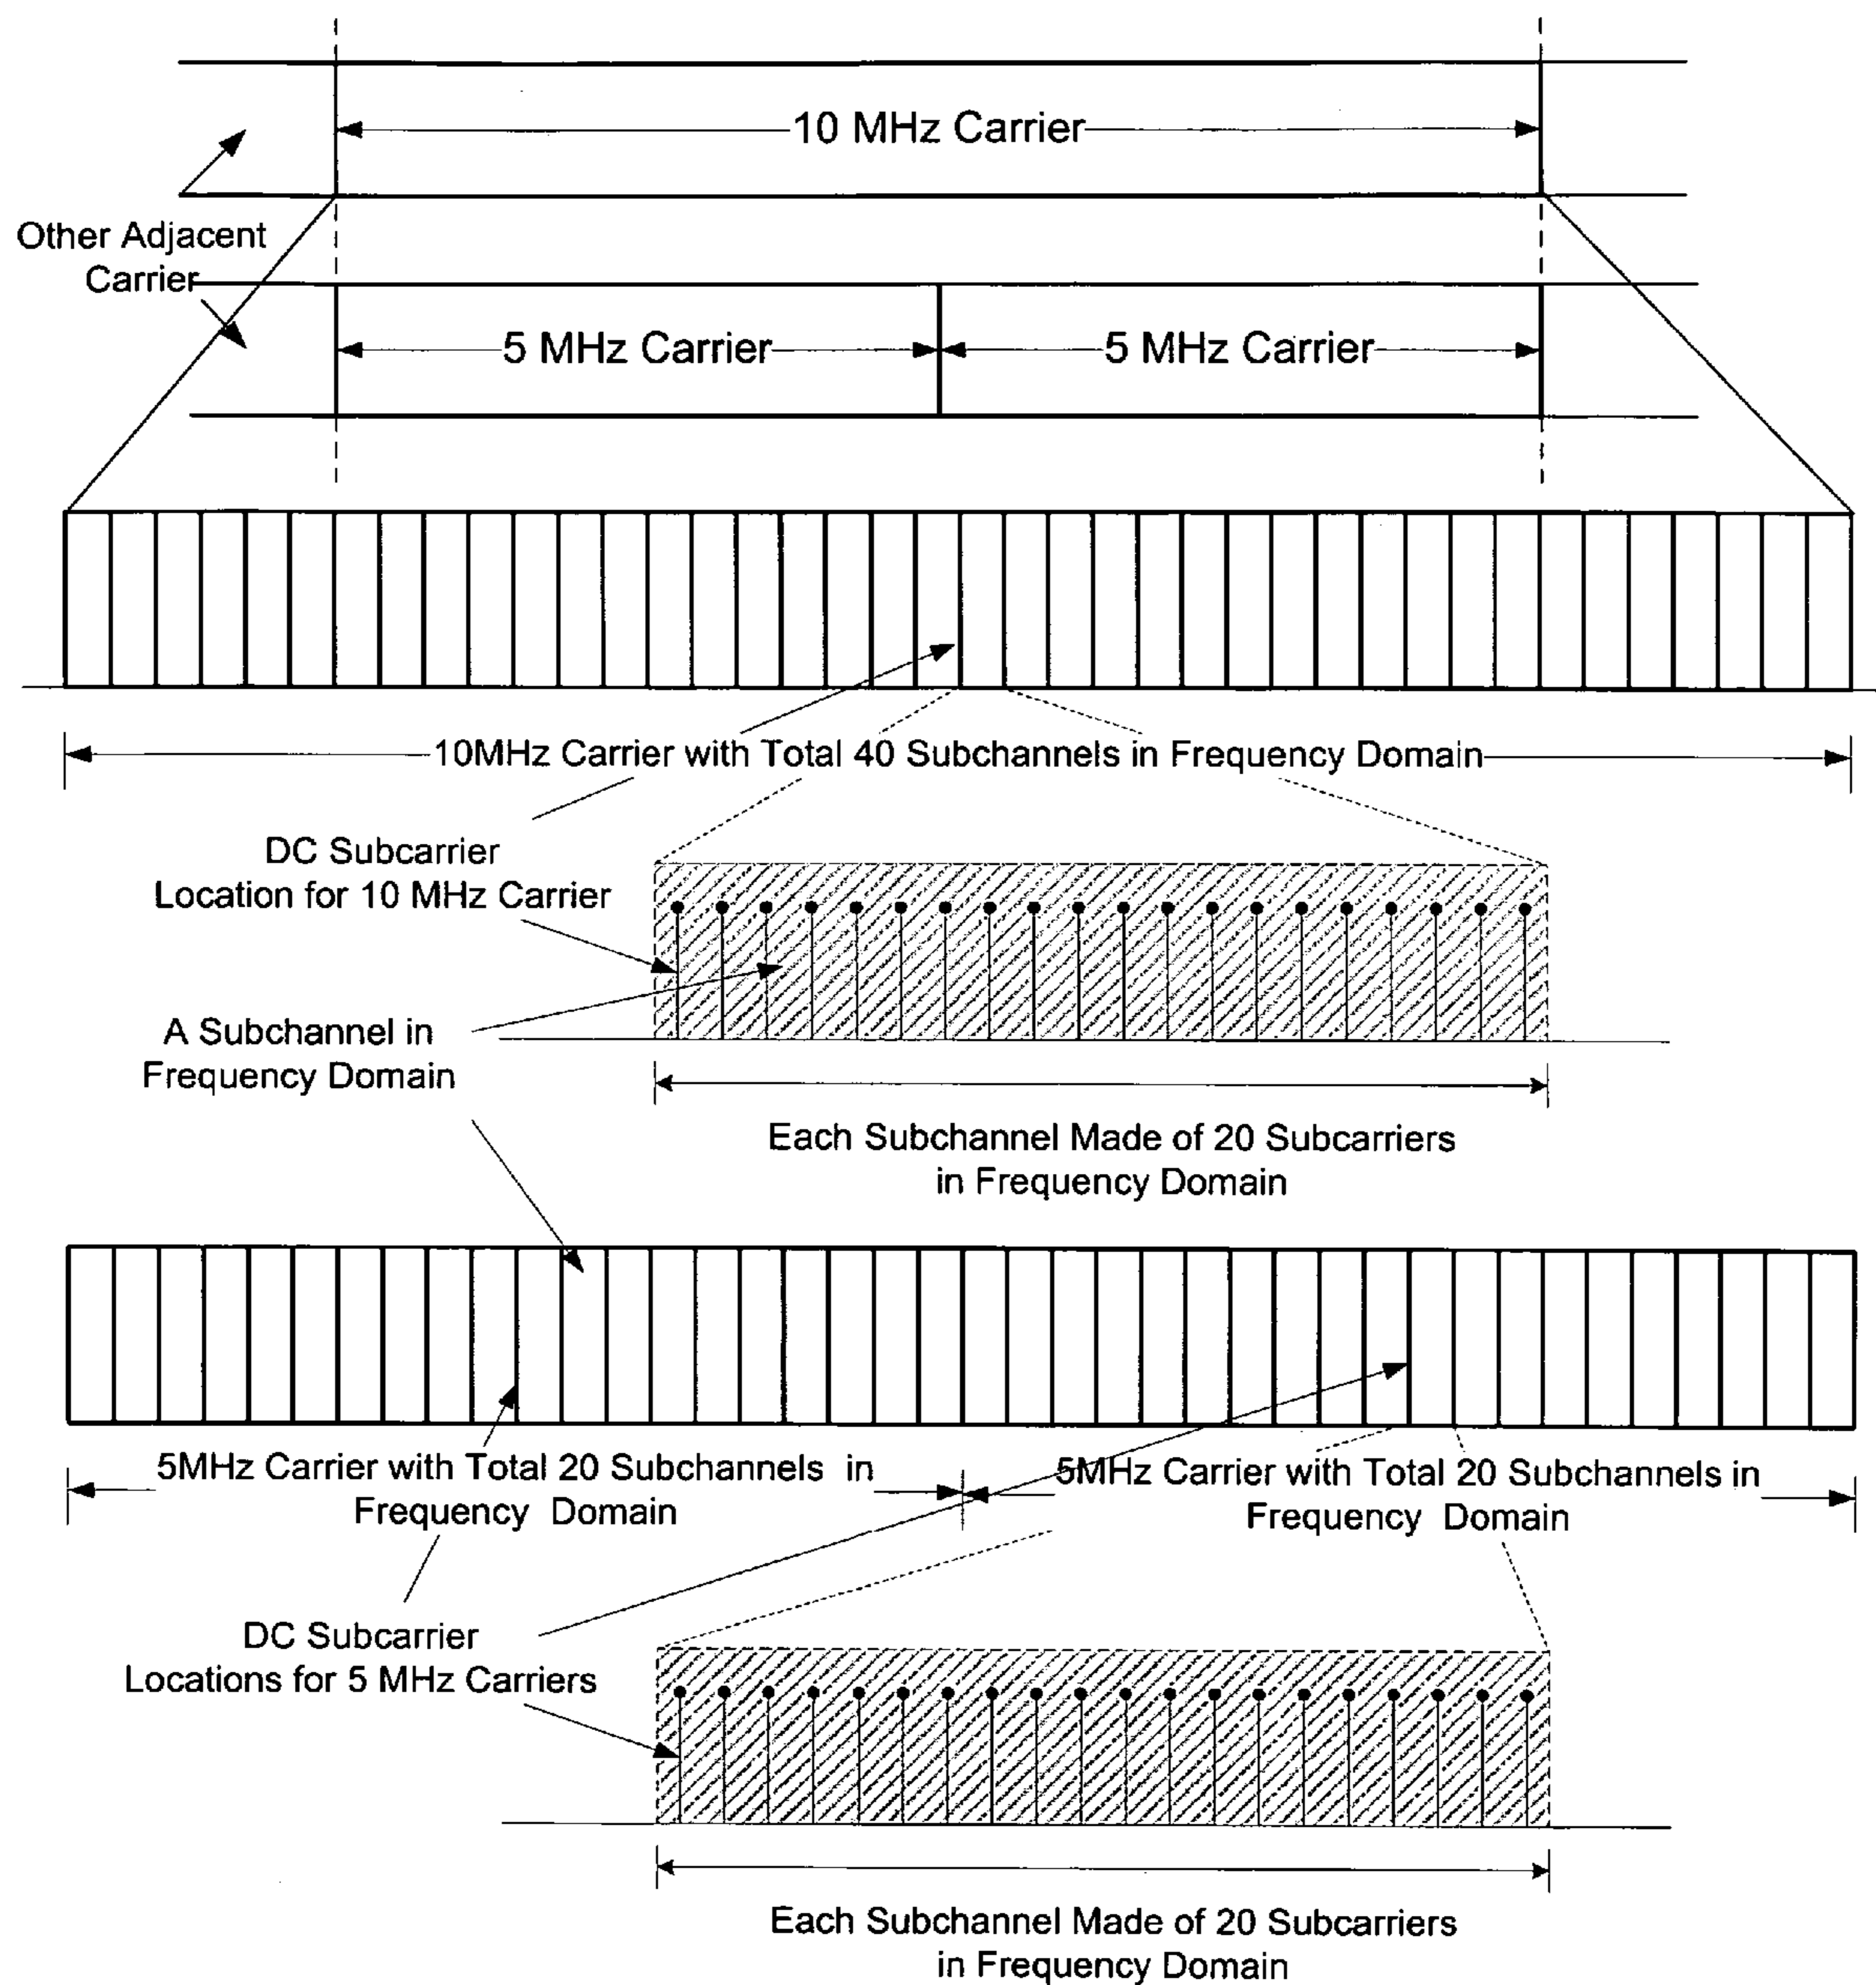 10 MHz Carrier
Other Adjacent
Carrier
5 MHz Carrier
5 MHz Carrier
10MHz Carrier with Total 40 Subchannels in Frequency Domain
DC Subcarrier
Location for 10 MHz Carrier
A Subchannel in
Frequency Domain
Each Subchannel Made of 20 Subcarriers
in Frequency Domain
5MHz Carrier with Total 20 Subchannels in
Frequency Domain
5MHz Carrier with Total 20 Subchannels in
Frequency Domain
DC Subcarrier
Locations for 5 MHz Carriers
Each Subchannel Made of 20 Subcarriers
in Frequency Domain